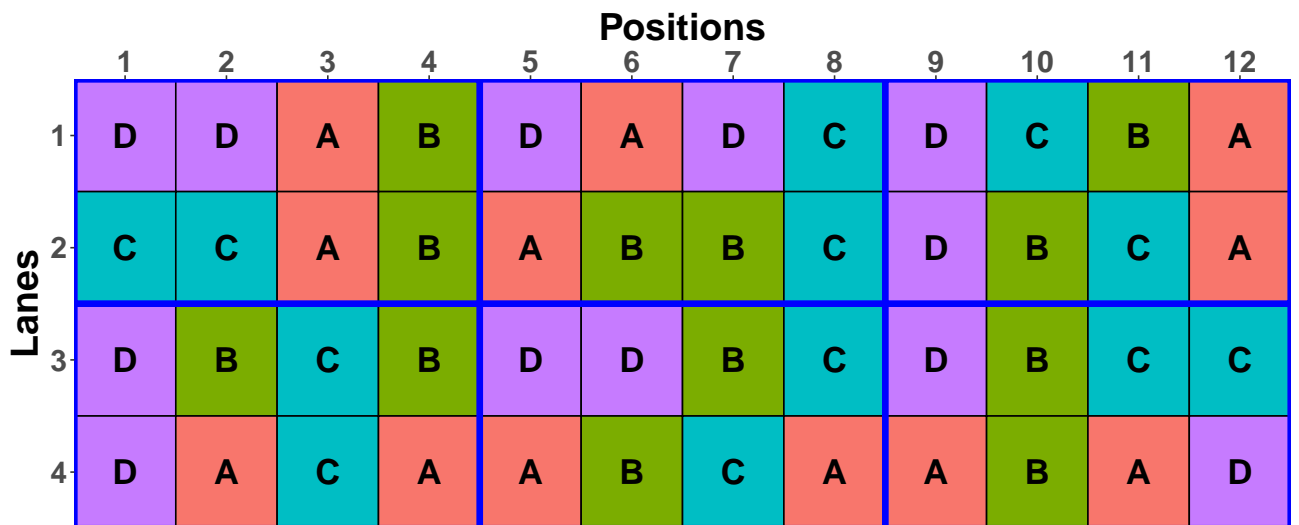 Positions
1 2 3 4 5 6 7 8 9 10 11 12
Lanes
1 D D A B D A D C D C B A
2 C C A B A B B C D B C A
3 D B C B D D B C D B C C
4 D A C A A B C A A B A D